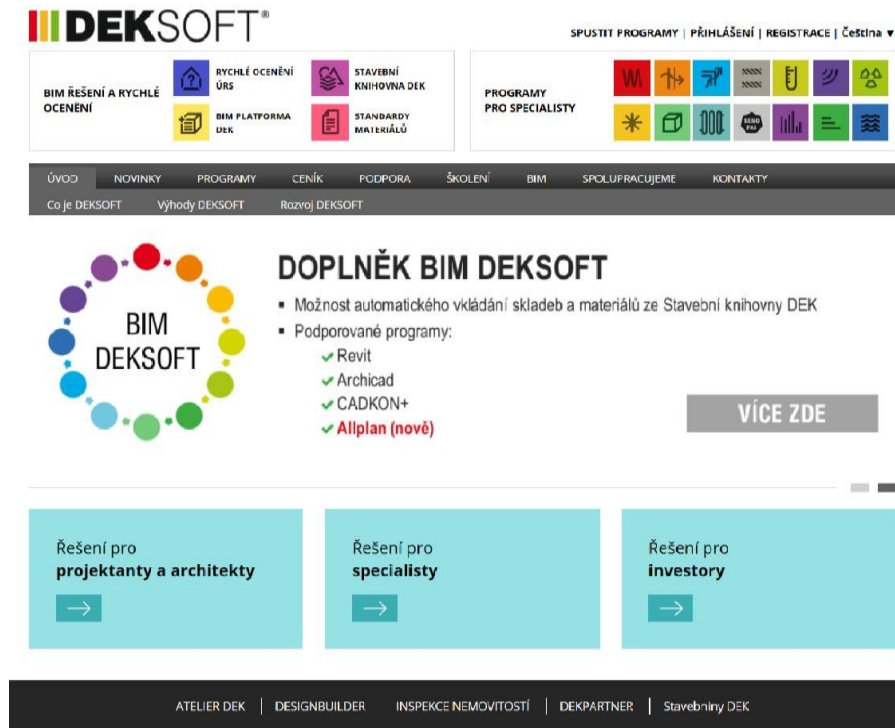 DEKSOFT®
SPUSTIT PROGRAMY | PŘIHLÁŠENÍ | REGISTRACE | Čeština ▼
BIM ŘEŠENÍ A RYCHLÉ
OCENĚNÍ
RYCHLÉ OCENĚNÍ
ÚRS
STAVEBNÍ
KNIHOVNA DEK
BIM PLATFORMA
DEK
STANDARDY
MATERIÁLŮ
PROGRAMY
PRO SPECIALISTY
ÚVOD NOVINKY PROGRAMY CENÍK PODPORA ŠKOLENÍ BIM SPOLUPRACUJEME KONTAKTY
Co je DEKSOFT Výhody DEKSOFT Rozvoj DEKSOFT
BIM
DEKSOFT
DOPLNĚK BIM DEKSOFT
▪ Možnost automatického vkládání skladeb a materiálů ze Stavební knihovny DEK
▪ Podporované programy:
✓ Revit
✓ Archicad
✓ CADKON+
✓ Allplan (nově)
VÍCE ZDE
Řešení pro
projektanty a architekty
Řešení pro
specialisty
Řešení pro
investory
ATELIER DEK | DESIGNBUILDER INSPEKCE NEMOVITOSTÍ | DEKPARTNER | Stavebniny DEK